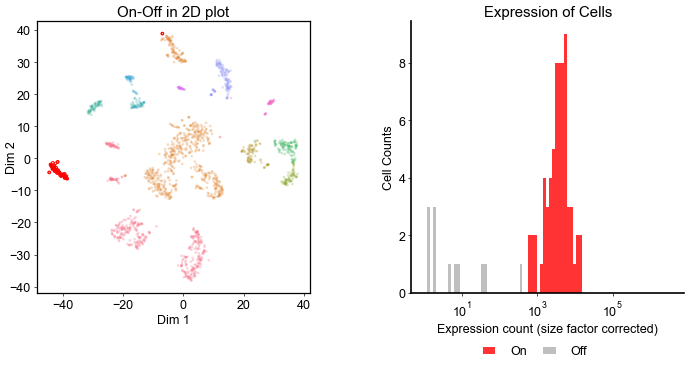 On-Off in 2D plot
Dim 2
40
30
20
10
0
−10
−20
−30
−40
−40
−20
0
20
40
Dim 1
Expression of Cells
Cell Counts
8
6
4
2
0
10^1
10^3
10^5
Expression count (size factor corrected)
On
Off